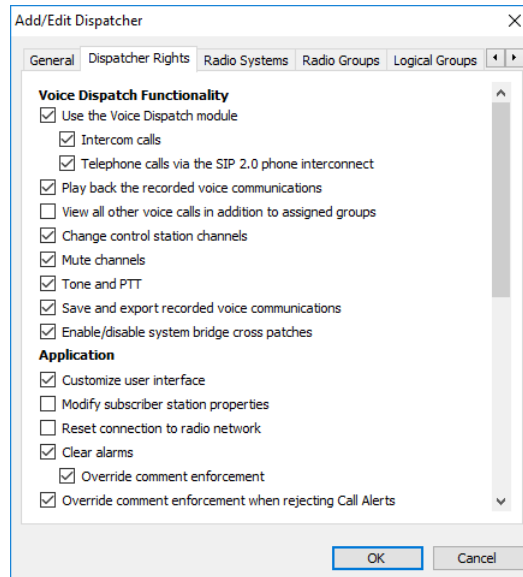 Add/Edit Dispatcher
General Dispatcher Rights Radio Systems Radio Groups Logical Groups
Voice Dispatch Functionality
Use the Voice Dispatch module
Intercom calls
Telephone calls via the SIP 2.0 phone interconnect
Play back the recorded voice communications
View all other voice calls in addition to assigned groups
Change control station channels
Mute channels
Tone and PTT
Save and export recorded voice communications
Enable/disable system bridge cross patches
Application
Customize user interface
Modify subscriber station properties
Reset connection to radio network
Clear alarms
Override comment enforcement
Override comment enforcement when rejecting Call Alerts
OK Cancel